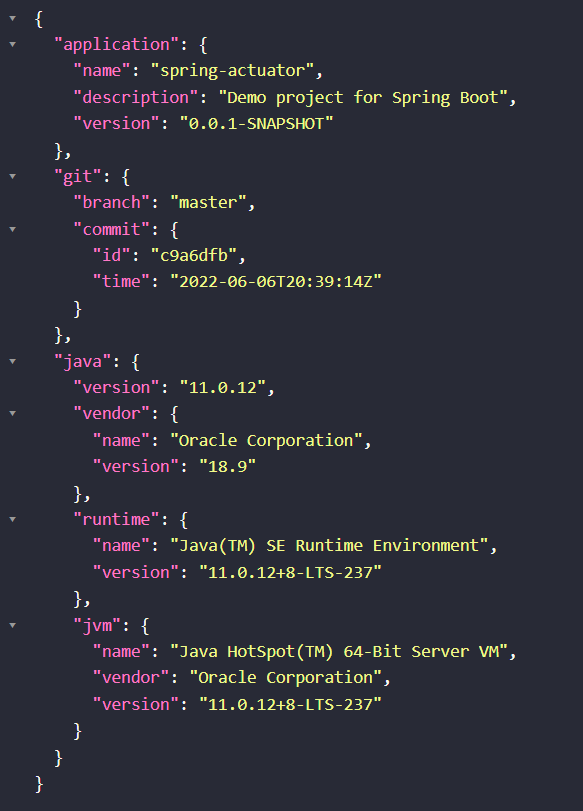 {
"application": {
"name": "spring-actuator",
"description": "Demo project for Spring Boot",
"version": "0.0.1-SNAPSHOT"
},
"git": {
"branch": "master",
"commit": {
"id": "c9a6dfb",
"time": "2022-06-06T20:39:14Z"
}
},
"java": {
"version": "11.0.12",
"vendor": {
"name": "Oracle Corporation",
"version": "18.9"
},
"runtime": {
"name": "Java(TM) SE Runtime Environment",
"version": "11.0.12+8-LTS-237"
},
"jvm": {
"name": "Java HotSpot(TM) 64-Bit Server VM",
"vendor": "Oracle Corporation",
"version": "11.0.12+8-LTS-237"
}
}
}